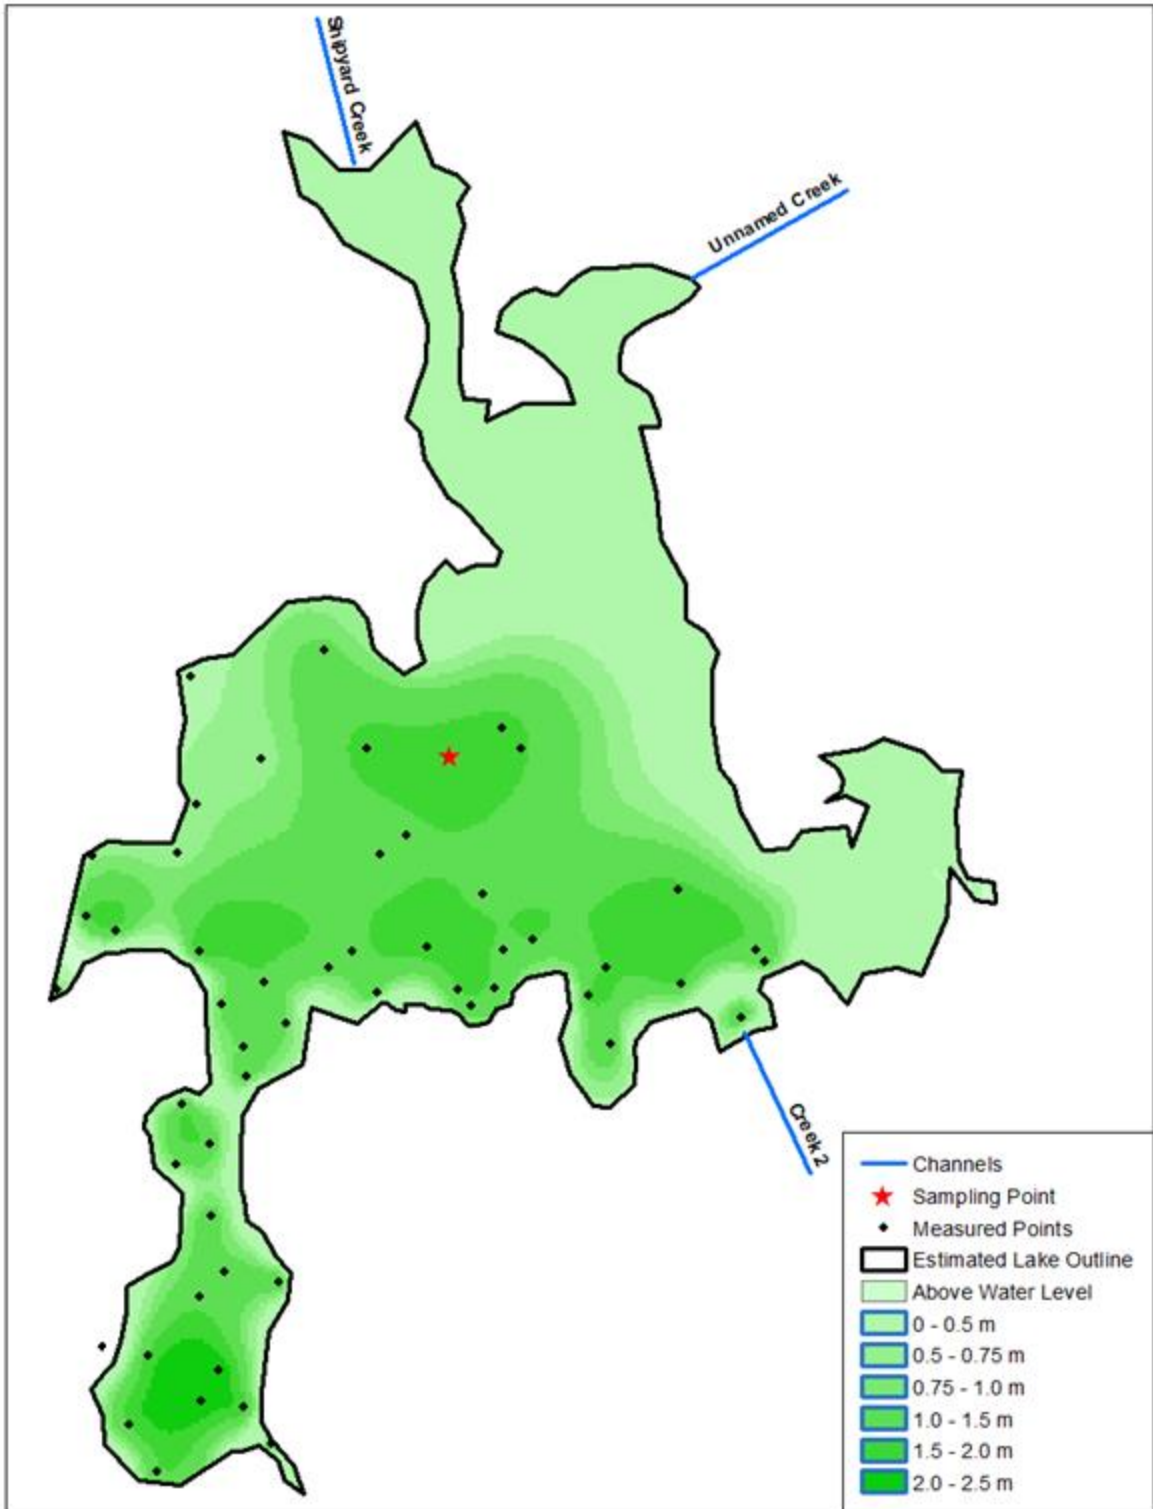 Shipyard Creek
Unnamed Creek
Creek 2
Channels
Sampling Point
Measured Points
Estimated Lake Outline
Above Water Level
0 - 0.5 m
0.5 - 0.75 m
0.75 - 1.0 m
1.0 - 1.5 m
1.5 - 2.0 m
2.0 - 2.5 m